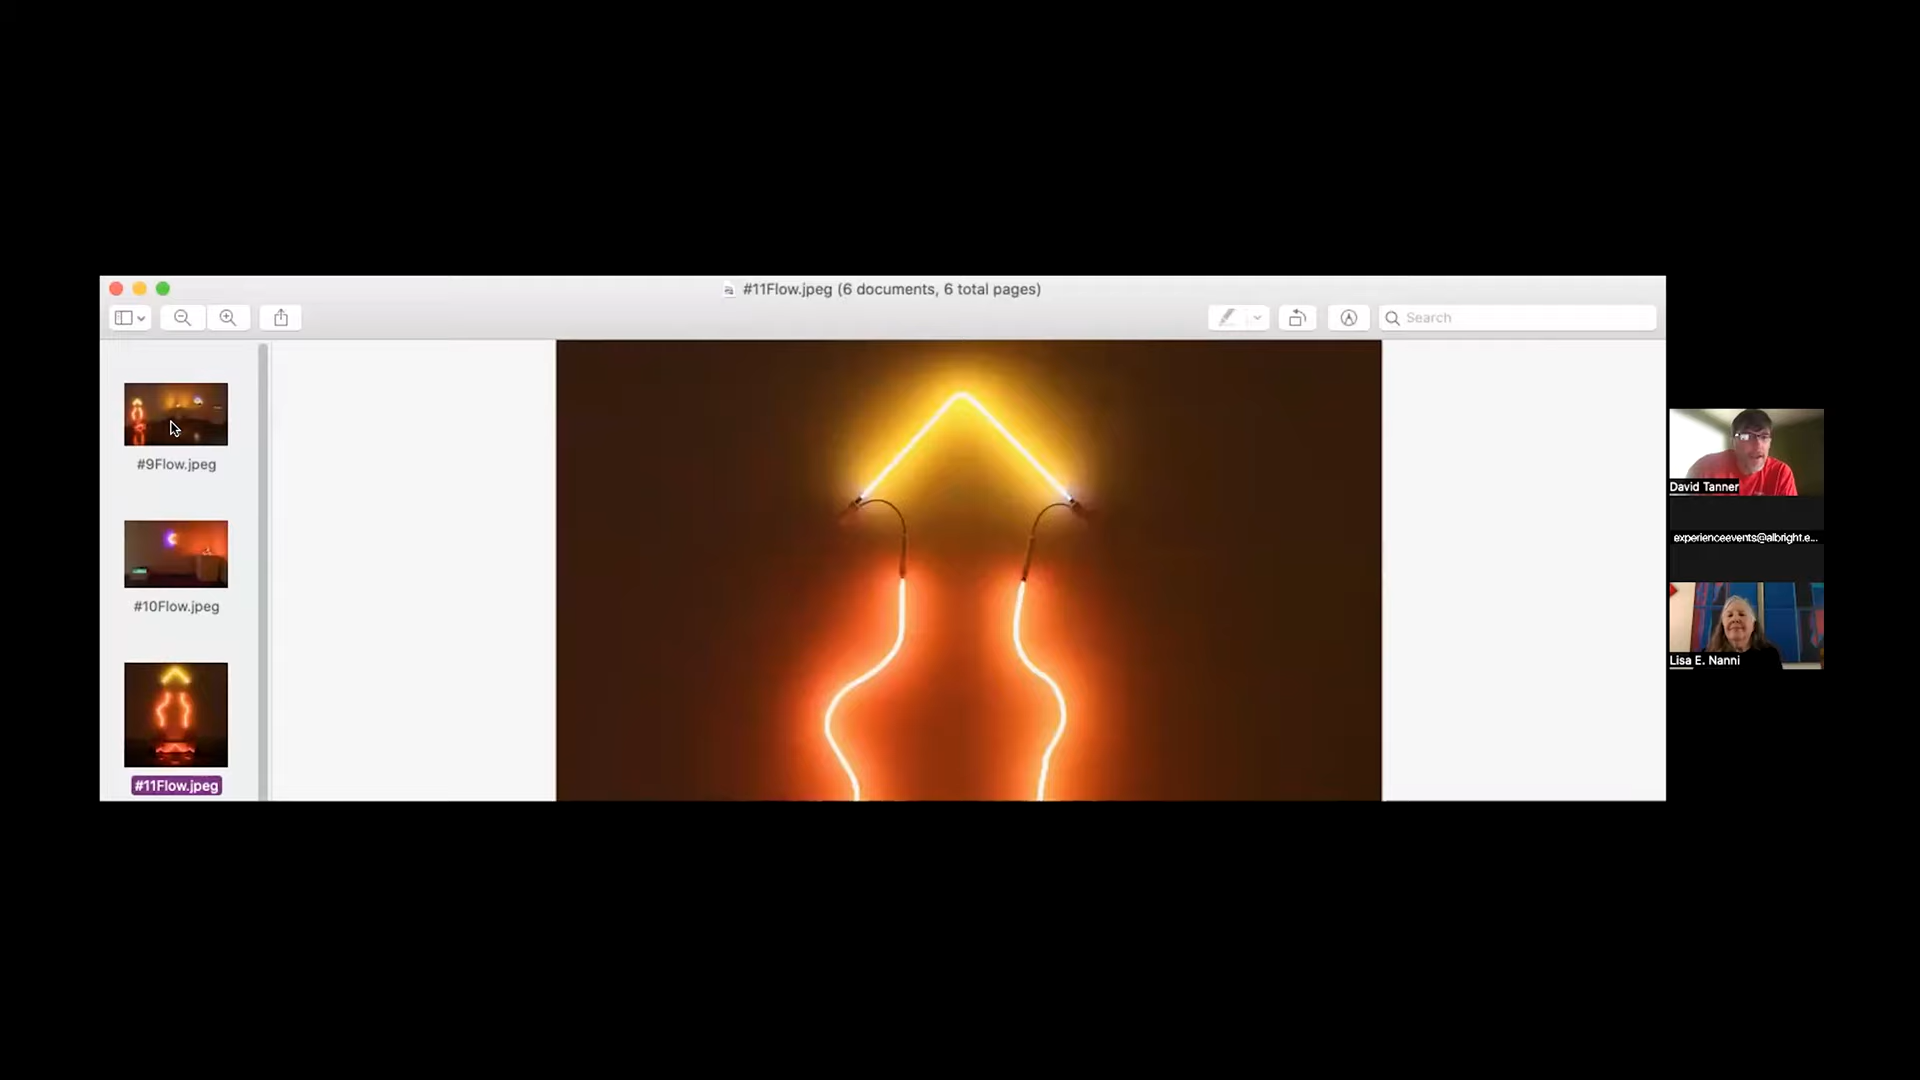 #11Flow.jpeg (6 documents, 6 total pages)
Search
#9Flow.jpeg
#10Flow.jpeg
#11Flow.jpeg
David Tanner
experienceevents@albright.e...
Lisa E. Nanni